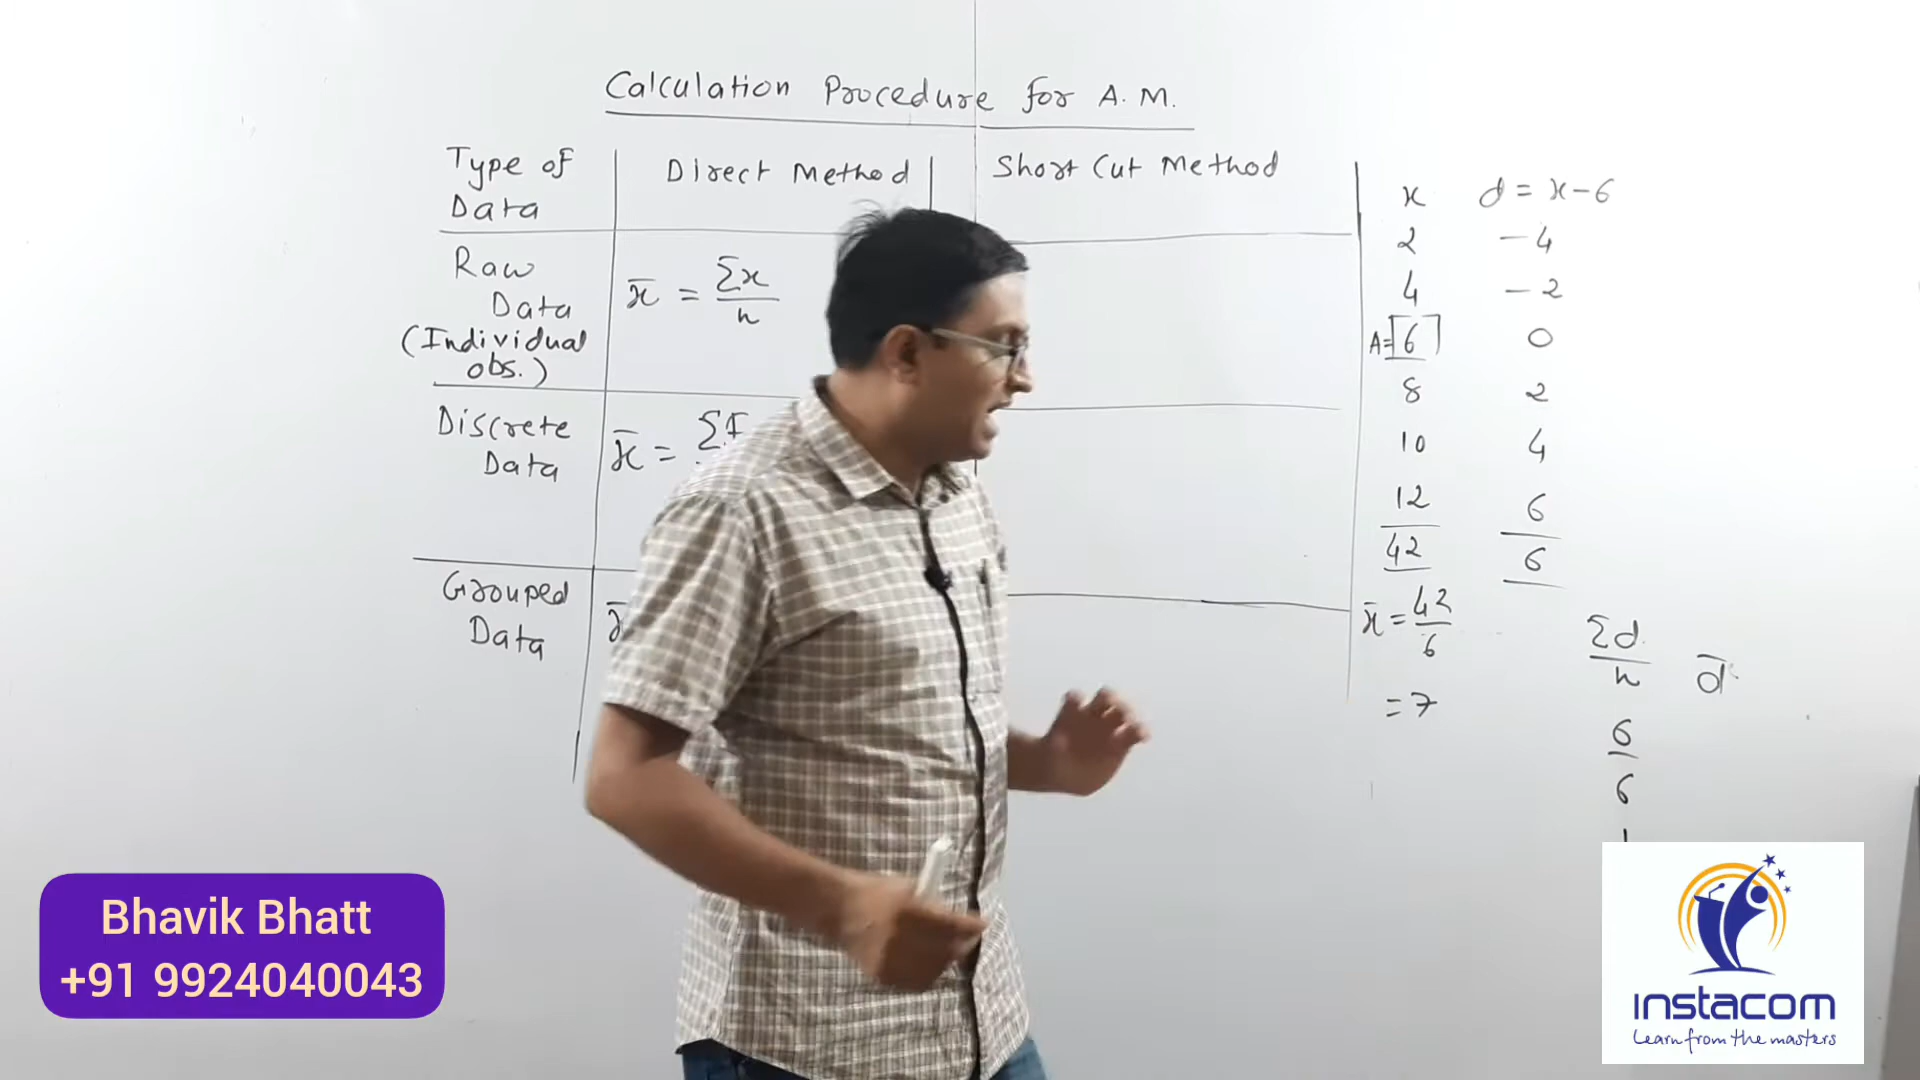 Calculation Procedure for A.M.
Type of Data
Direct Method
Short Cut Method
Raw Data
(Individual obs.)
x̄ = Σx / n
Discrete Data
x̄ = Σf
Grouped Data
x d = x-6
2 -4
4 -2
A= 6 0
8 2
10 4
12 6
42 6
x̄ = 42/6
= 7
Σd / n d̄
6
6
1
Bhavik Bhatt
+91 9924040043
instacom
Learn from the masters